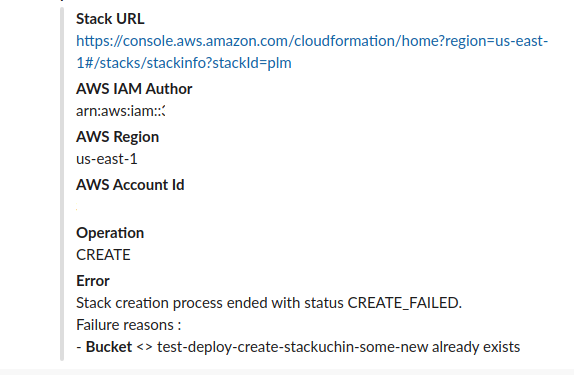 Stack URL
https://console.aws.amazon.com/cloudformation/home?region=us-east-
1#/stacks/stackinfo?stackId=plm
AWS IAM Author
arn:aws:iam::
AWS Region
us-east-1
AWS Account Id
Operation
CREATE
Error
Stack creation process ended with status CREATE_FAILED.
Failure reasons :
- Bucket <> test-deploy-create-stackuchin-some-new already exists